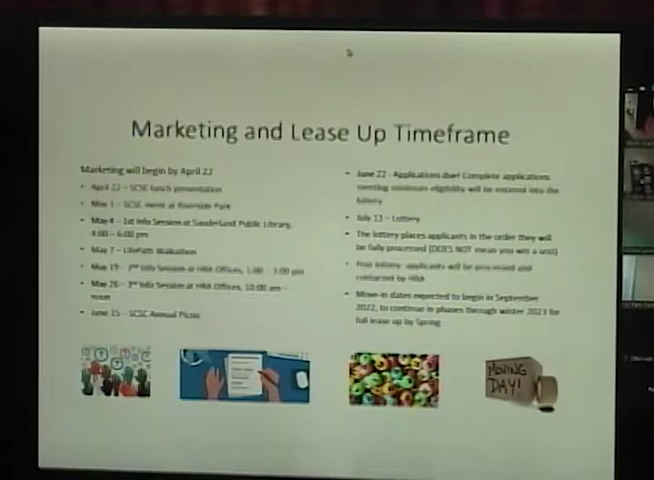 Marketing and Lease Up Timeframe
Marketing will begin by April 22
• April 22 – SCSC lunch presentation
• May 1 – SCSC event at Riverside Park
• May 4 – 1st Info Session at Sunderland Public Library,
4:00 – 6:00 pm
• May 7 – LifePath Walkathon
• May 19 – 2nd Info Session at HRA Offices, 1:00 – 3:00 pm
• May 26 – 3rd Info Session at HRA Offices, 10:00 am –
noon
• June 15 – SCSC Annual Picnic
• June 22 - Applications due! Complete applications
meeting minimum eligibility will be entered into the
lottery
• July 13 – Lottery
• The lottery places applicants in the order they will
be fully processed (DOES NOT mean you win a unit)
• Post lottery: applicants will be processed and
contacted by HRA
• Move-in dates expected to begin in September
2022, to continue in phases through winter 2023 for
full lease up by Spring
MOVING
DAY!